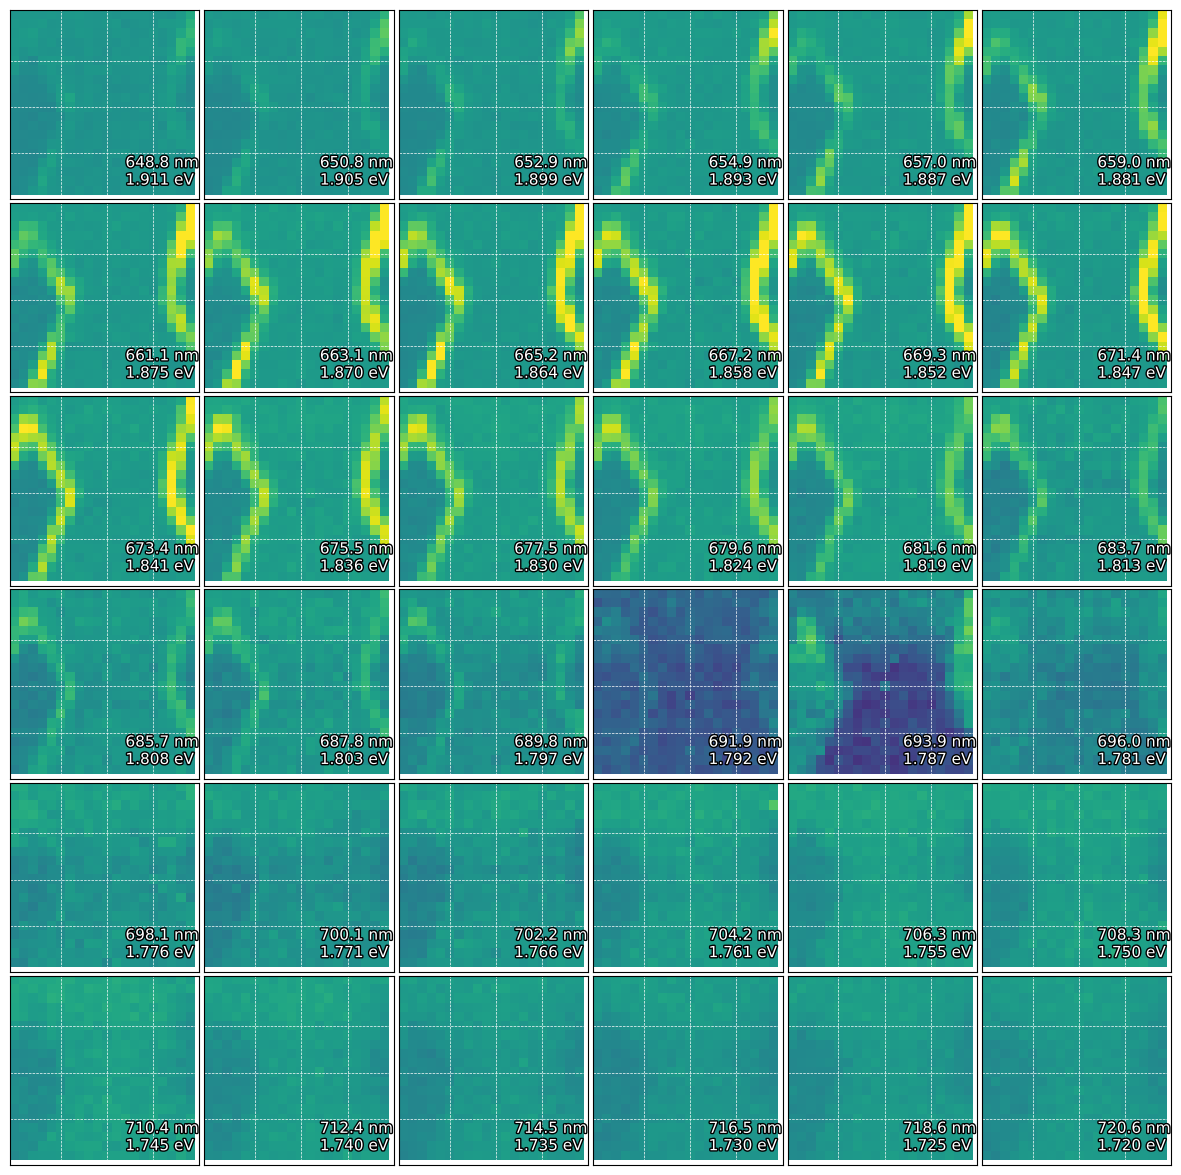 648.8 nm
1.911 eV
650.8 nm
1.905 eV
652.9 nm
1.899 eV
654.9 nm
1.893 eV
657.0 nm
1.887 eV
659.0 nm
1.881 eV
661.1 nm
1.875 eV
663.1 nm
1.870 eV
665.2 nm
1.864 eV
667.2 nm
1.858 eV
669.3 nm
1.852 eV
671.4 nm
1.847 eV
673.4 nm
1.841 eV
675.5 nm
1.836 eV
677.5 nm
1.830 eV
679.6 nm
1.824 eV
681.6 nm
1.819 eV
683.7 nm
1.813 eV
685.7 nm
1.808 eV
687.8 nm
1.803 eV
689.8 nm
1.797 eV
691.9 nm
1.792 eV
693.9 nm
1.787 eV
696.0 nm
1.781 eV
698.1 nm
1.776 eV
700.1 nm
1.771 eV
702.2 nm
1.766 eV
704.2 nm
1.761 eV
706.3 nm
1.755 eV
708.3 nm
1.750 eV
710.4 nm
1.745 eV
712.4 nm
1.740 eV
714.5 nm
1.735 eV
716.5 nm
1.730 eV
718.6 nm
1.725 eV
720.6 nm
1.720 eV